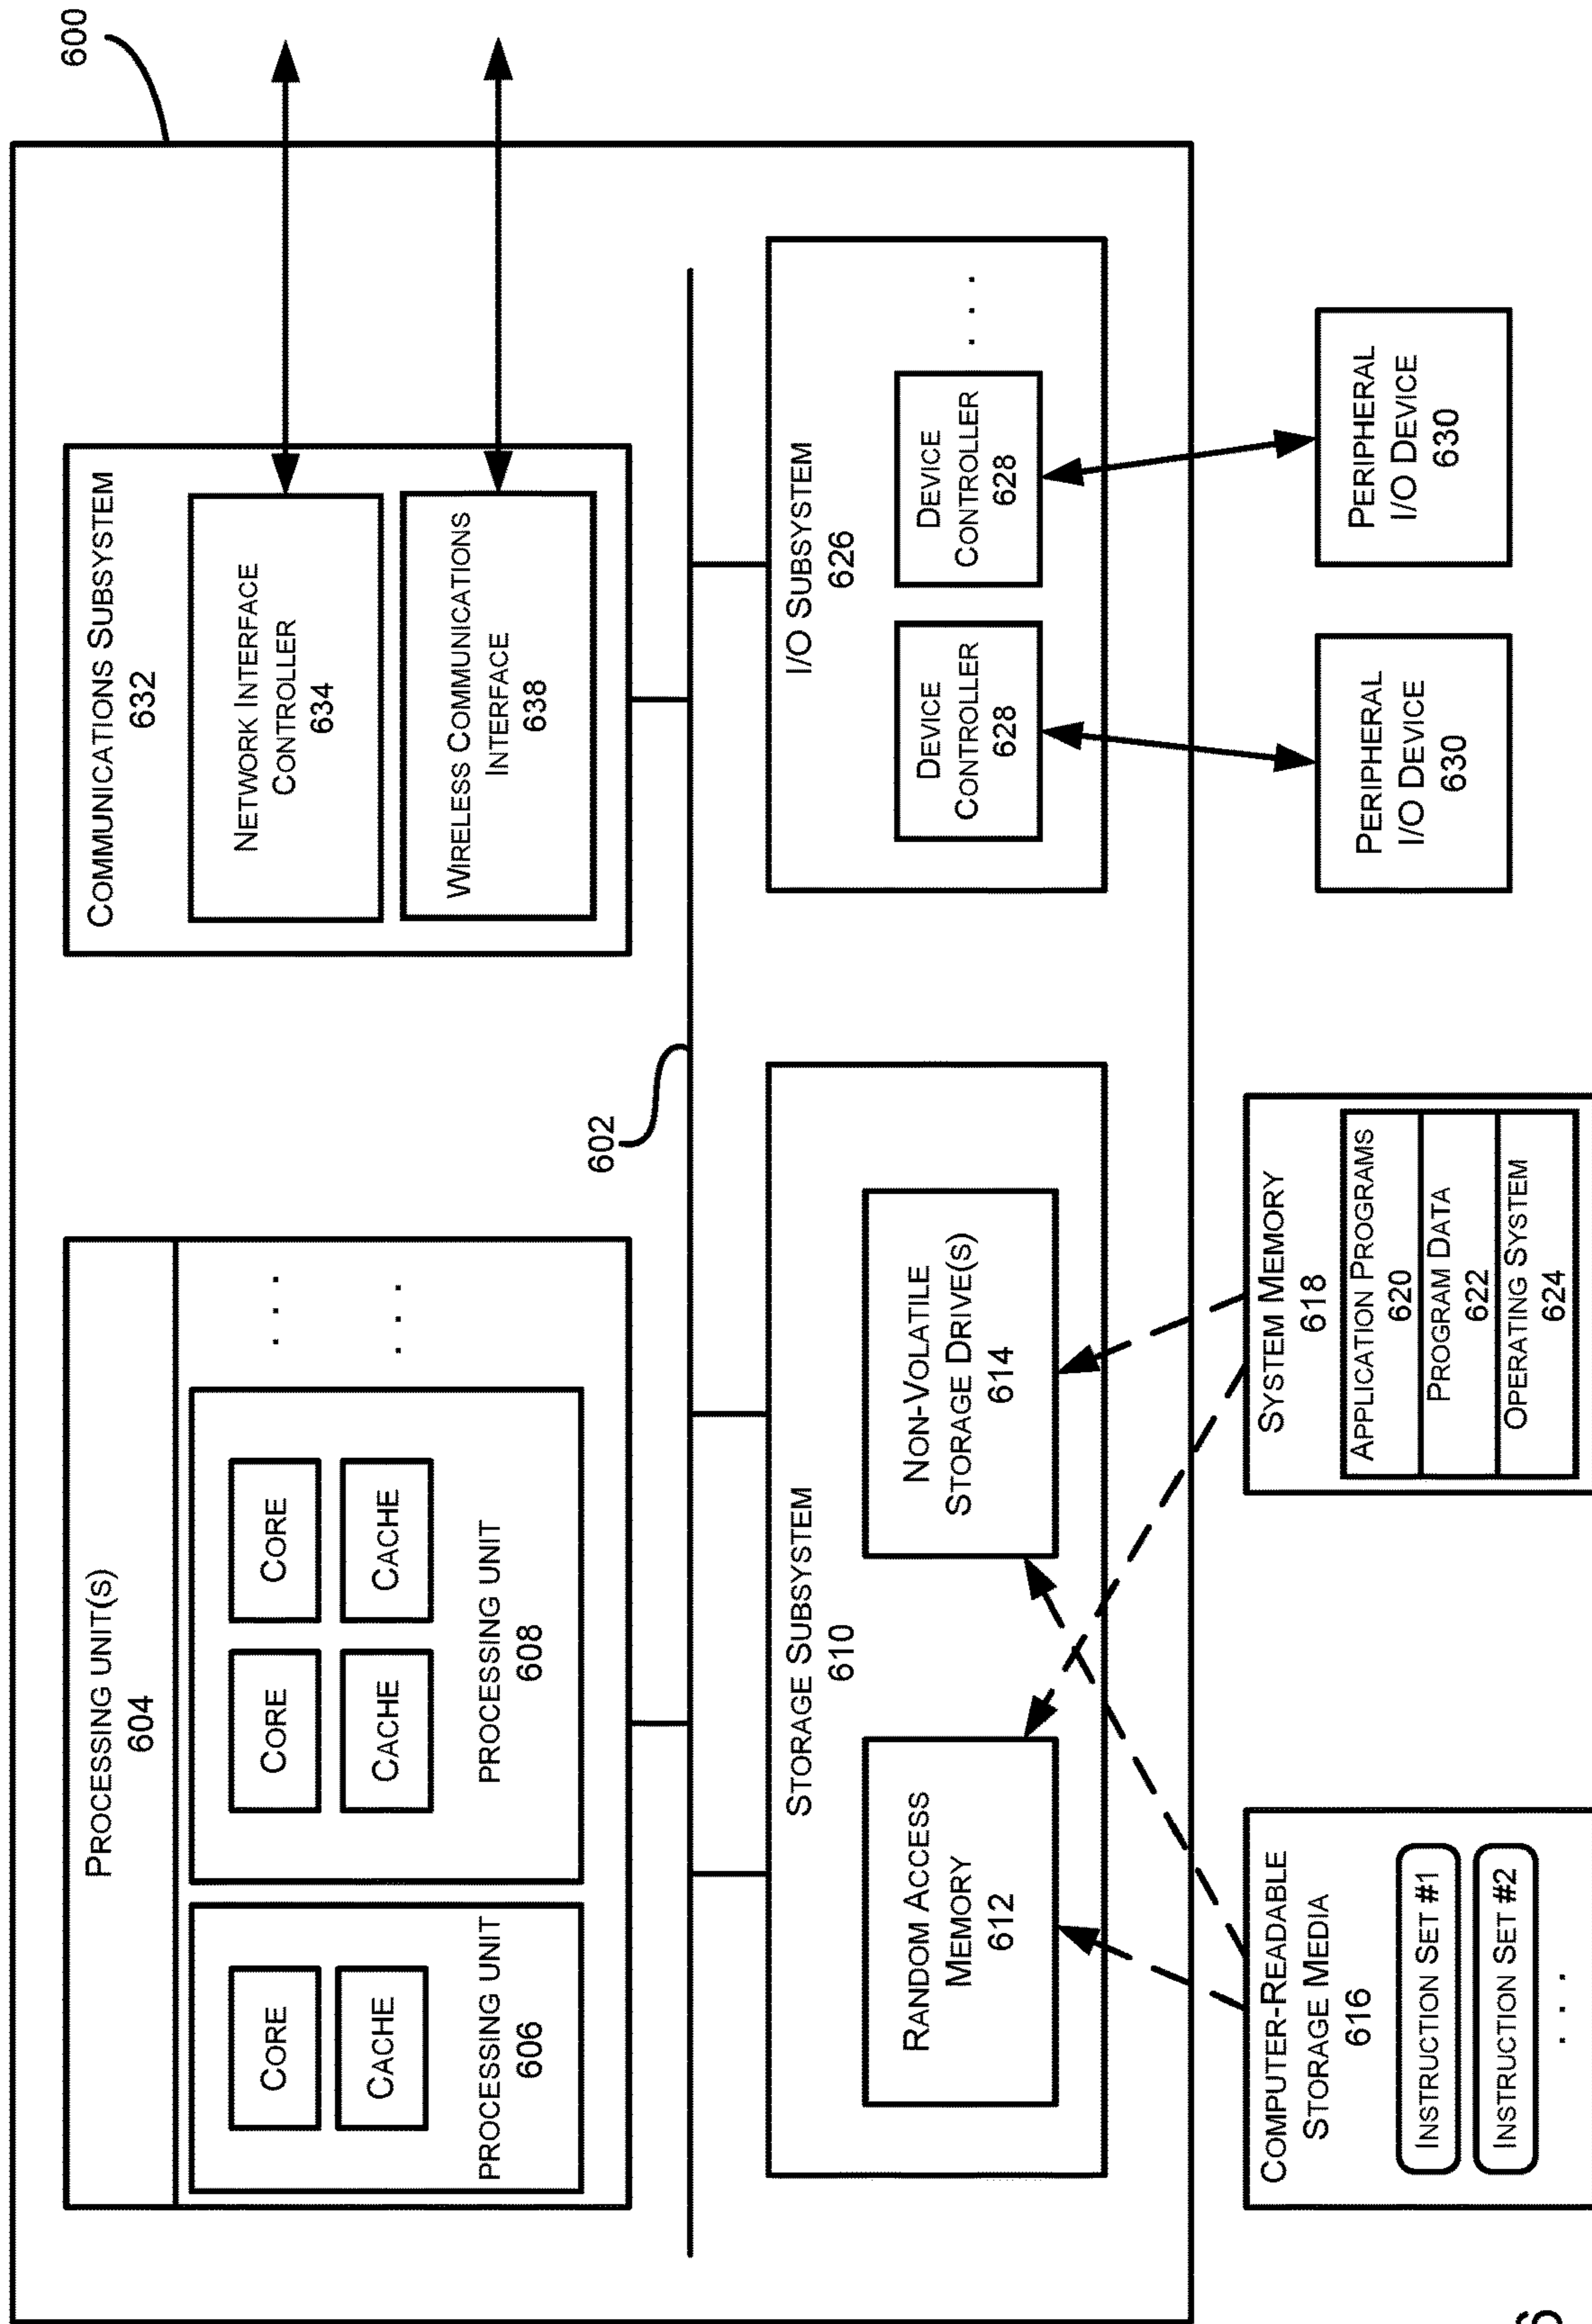 600
PROCESSING UNIT(S)
604
CORE
CACHE
PROCESSING UNIT
606
CORE
CORE
CACHE
CACHE
PROCESSING UNIT
608
. . .
. . .
COMMUNICATIONS SUBSYSTEM
632
NETWORK INTERFACE
CONTROLLER
634
WIRELESS COMMUNICATIONS
INTERFACE
638
602
STORAGE SUBSYSTEM
610
RANDOM ACCESS
MEMORY
612
NON-VOLATILE
STORAGE DRIVE(S)
614
I/O SUBSYSTEM
626
DEVICE
CONTROLLER
628
DEVICE
CONTROLLER
628
. . .
COMPUTER-READABLE
STORAGE MEDIA
616
INSTRUCTION SET #1
INSTRUCTION SET #2
. . .
SYSTEM MEMORY
618
APPLICATION PROGRAMS
620
PROGRAM DATA
622
OPERATING SYSTEM
624
PERIPHERAL
I/O DEVICE
630
PERIPHERAL
I/O DEVICE
630